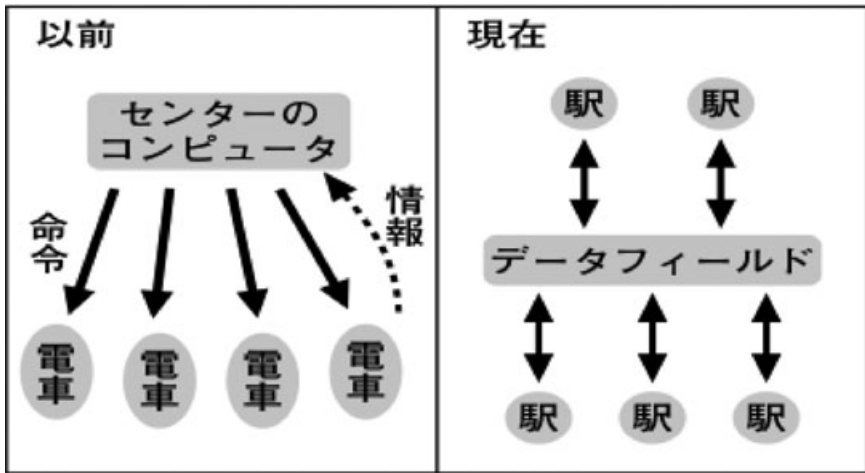 以前
センターの
コンピュータ
命令
情報
電車
電車
電車
電車
現在
駅
駅
データフィールド
駅
駅
駅